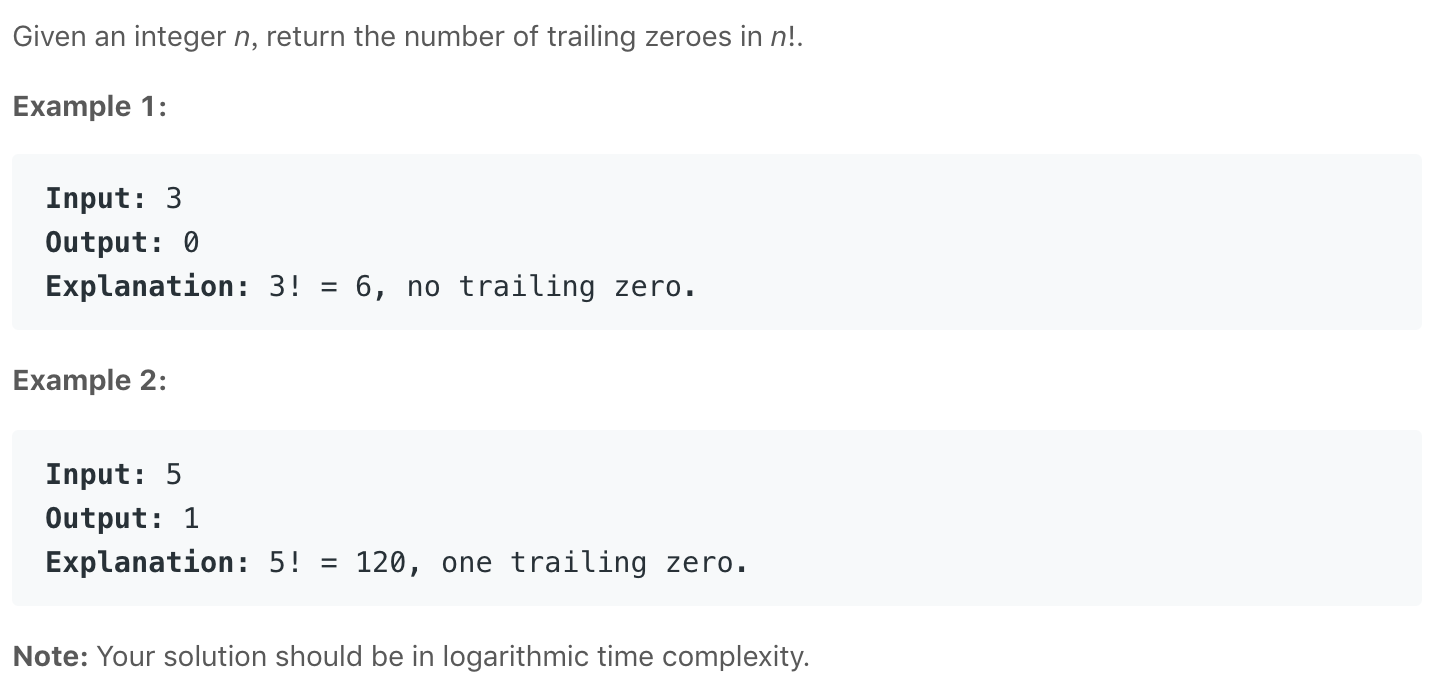 Given an integer n, return the number of trailing zeroes in n!.
Example 1:
Input: 3
Output: 0
Explanation: 3! = 6, no trailing zero.
Example 2:
Input: 5
Output: 1
Explanation: 5! = 120, one trailing zero.
Note: Your solution should be in logarithmic time complexity.